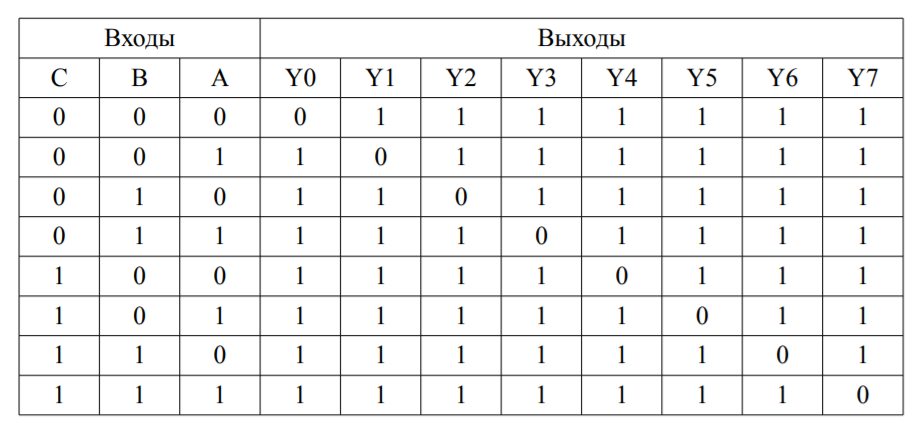 Входы Выходы
C B A Y0 Y1 Y2 Y3 Y4 Y5 Y6 Y7
0 0 0 0 1 1 1 1 1 1 1
0 0 1 1 0 1 1 1 1 1 1
0 1 0 1 1 0 1 1 1 1 1
0 1 1 1 1 1 0 1 1 1 1
1 0 0 1 1 1 1 0 1 1 1
1 0 1 1 1 1 1 1 0 1 1
1 1 0 1 1 1 1 1 1 0 1
1 1 1 1 1 1 1 1 1 1 0